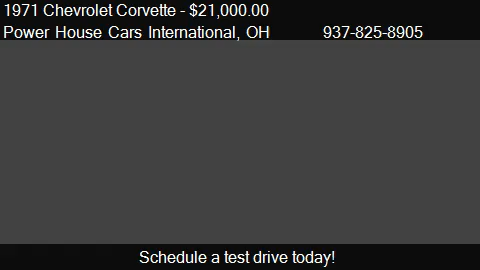 1971 Chevrolet Corvette - $21,000.00
Power House Cars International, OH 937-825-8905
Schedule a test drive today!